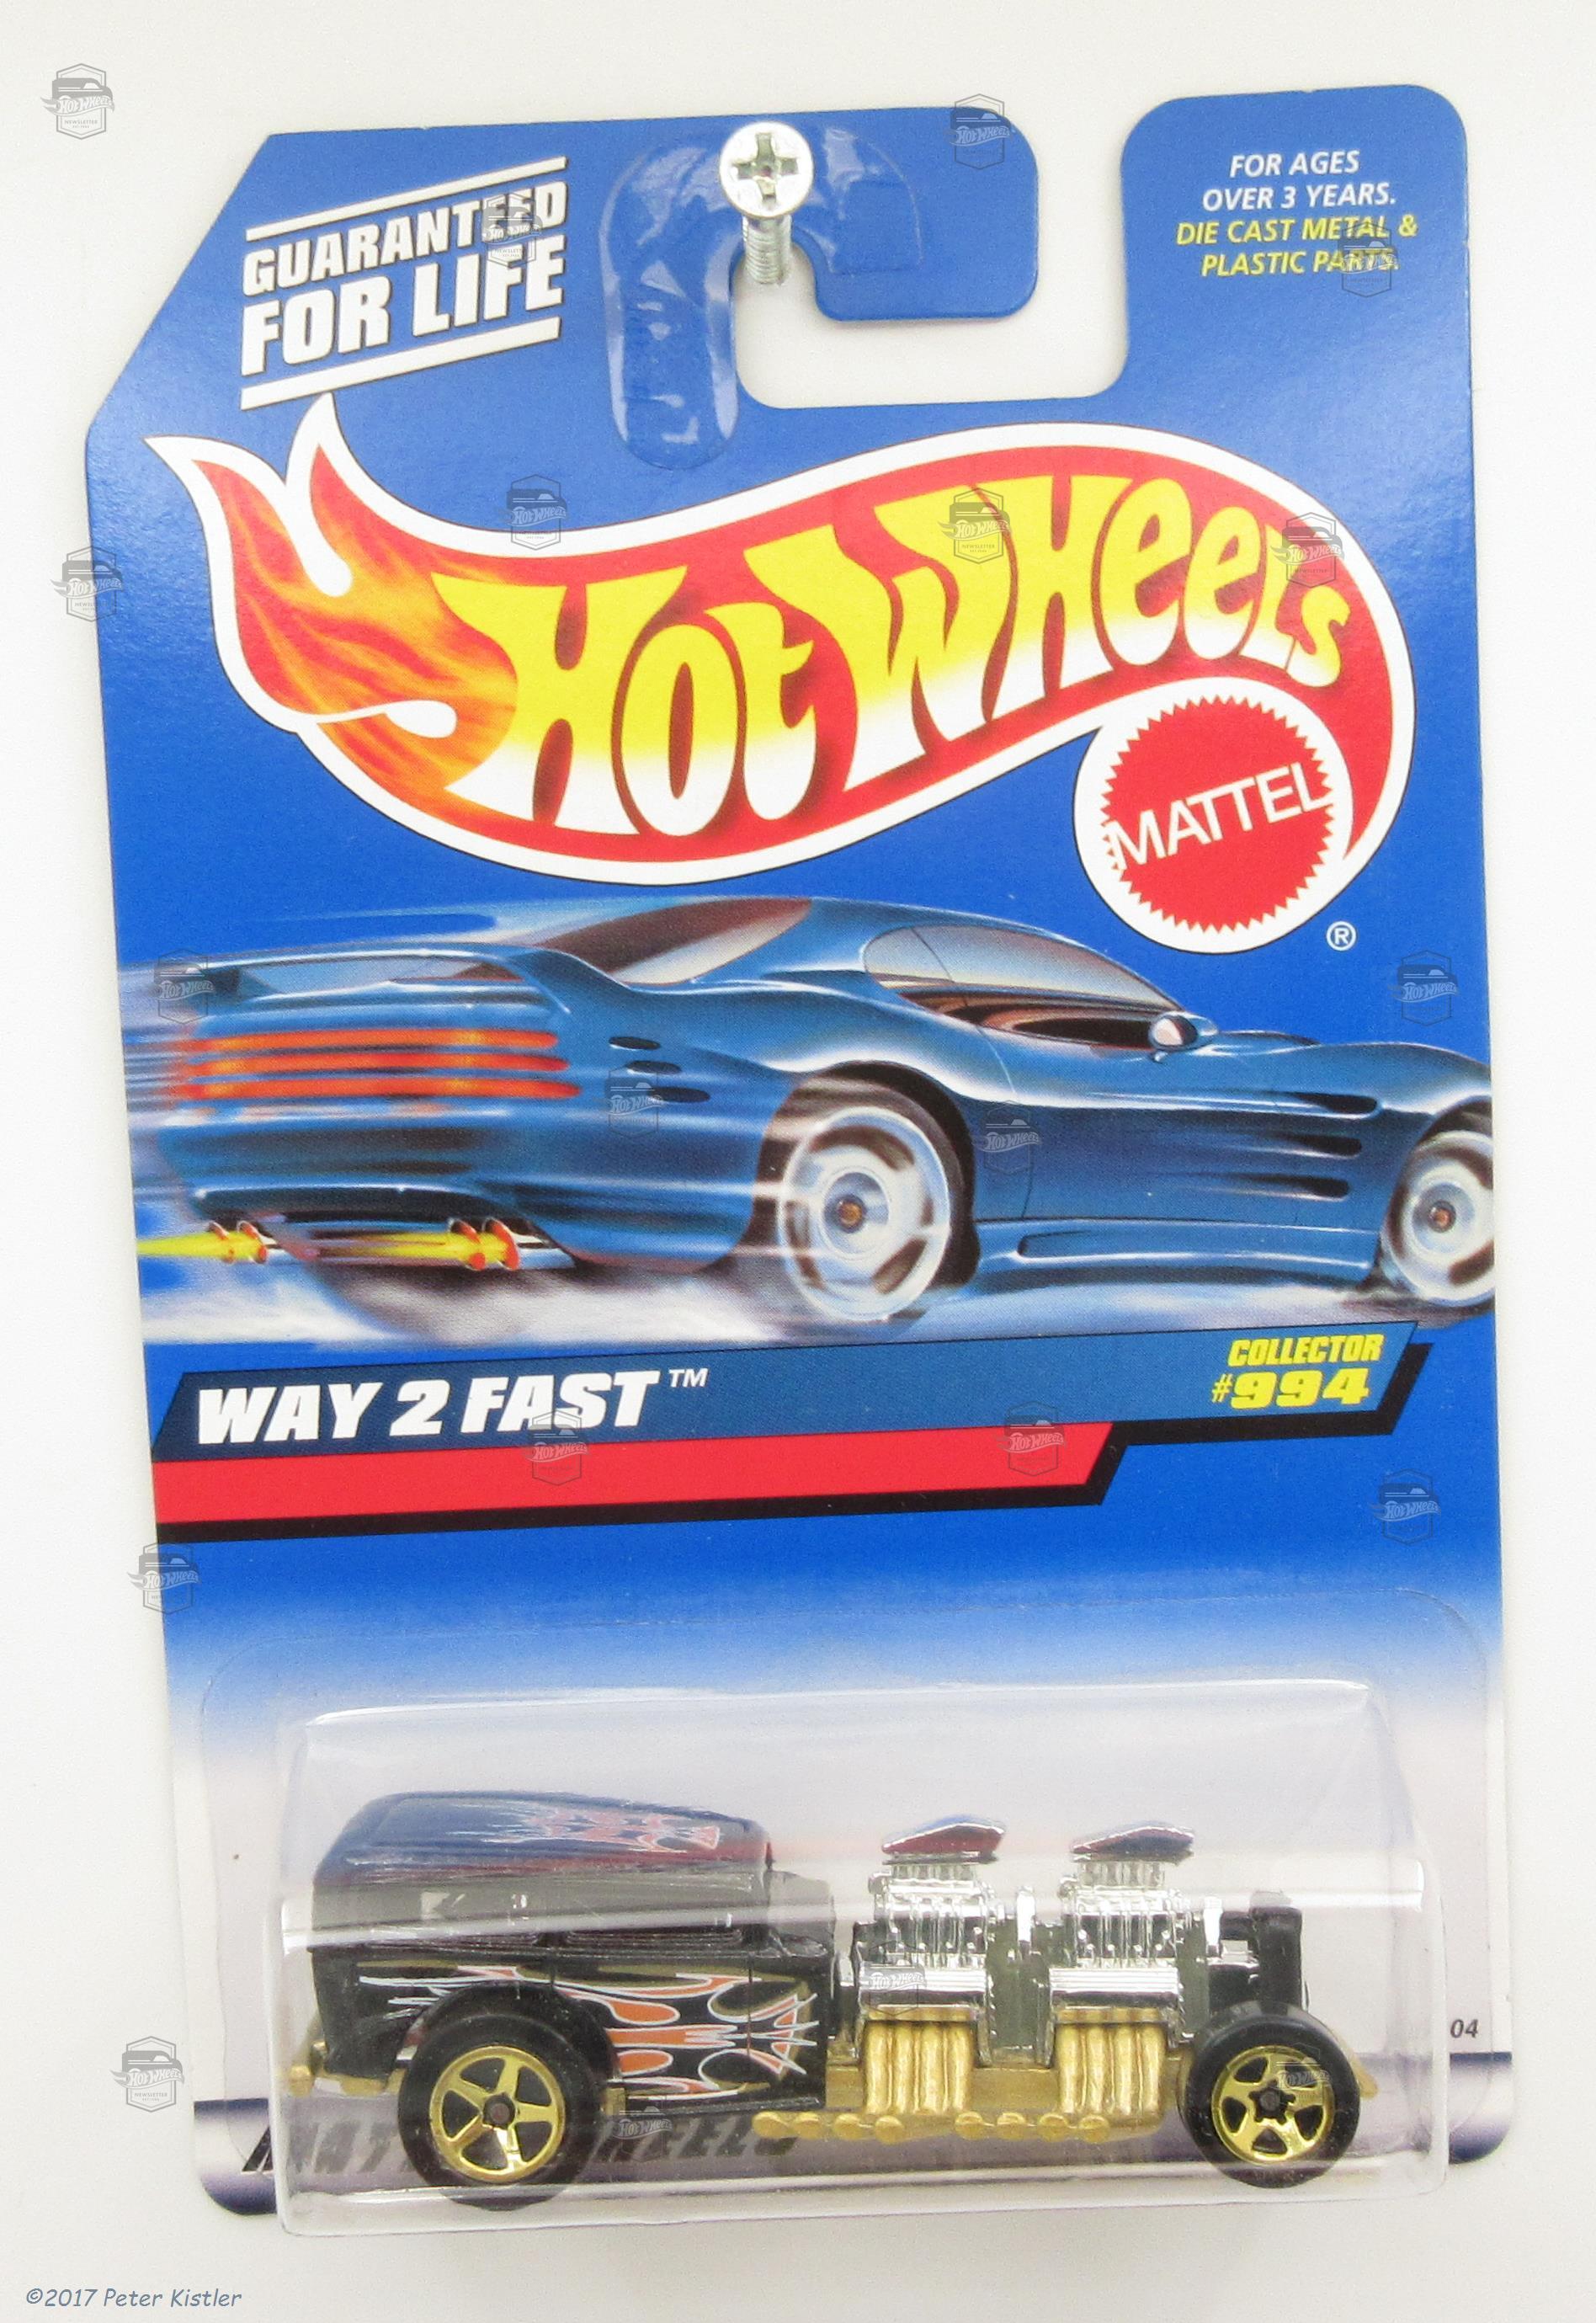 GUARANTEED
FOR LIFE
FOR AGES
OVER 3 YEARS.
DIE CAST METAL &
PLASTIC PARTS.
HOT WHEELS
MATTEL
®
WAY 2 FAST™
COLLECTOR
#994
04
©2017 Peter Kistler